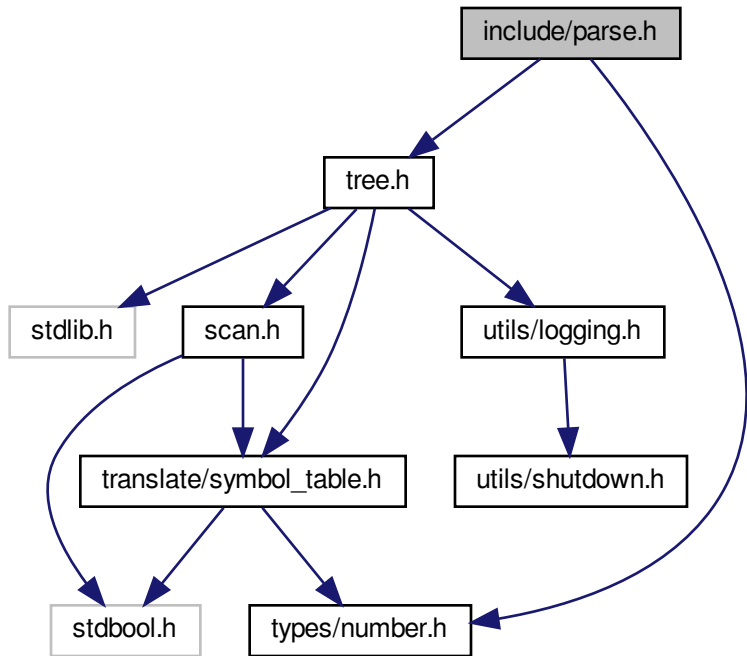 include/parse.h
tree.h
stdlib.h
scan.h
utils/logging.h
translate/symbol_table.h
utils/shutdown.h
stdbool.h
types/number.h